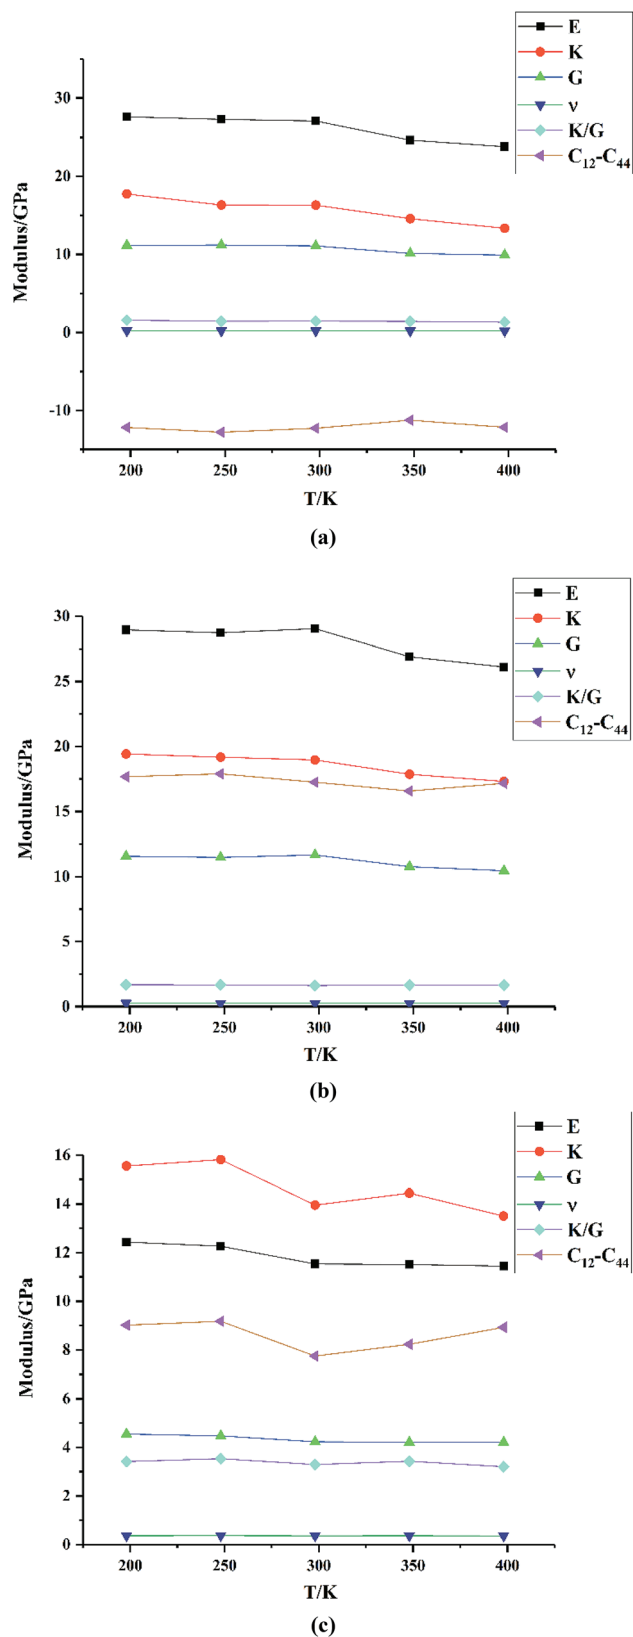 E
K
G
ν
K/G
C₁₂-C₄₄
30
20
10
0
-10
Modulus/GPa
200
250
300
350
400
T/K
(a)
E
K
G
ν
K/G
C₁₂-C₄₄
30
25
20
15
10
5
0
Modulus/GPa
200
250
300
350
400
T/K
(b)
E
K
G
ν
K/G
C₁₂-C₄₄
16
14
12
10
8
6
4
2
0
Modulus/GPa
200
250
300
350
400
T/K
(c)